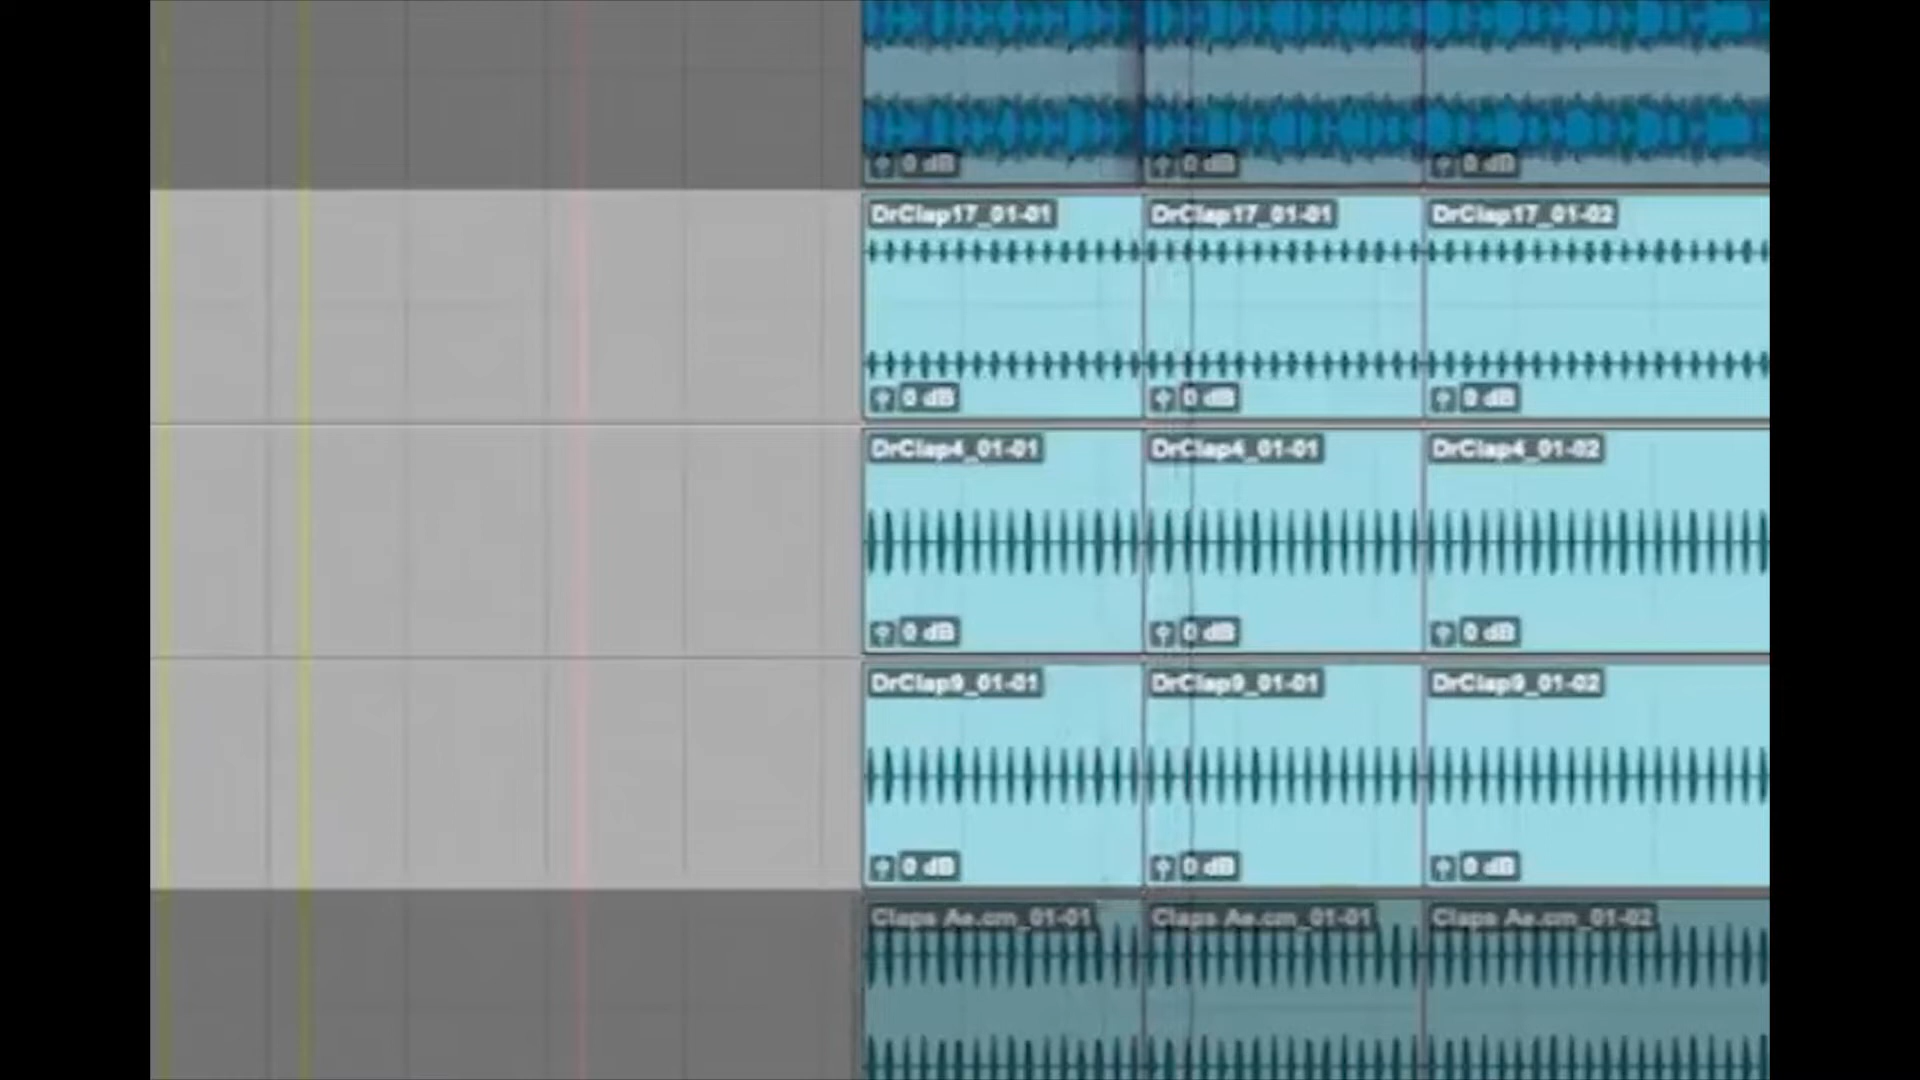 0 dB 0 dB 0 dB
DrClap17_01-01 DrClap17_01-01 DrClap17_01-02
0 dB 0 dB 0 dB
DrClap4_01-01 DrClap4_01-01 DrClap4_01-02
0 dB 0 dB 0 dB
DrClap9_01-01 DrClap9_01-01 DrClap9_01-02
0 dB 0 dB 0 dB
Claps Ae.cm_01-01 Claps Ae.cm_01-01 Claps Ae.cm_01-02